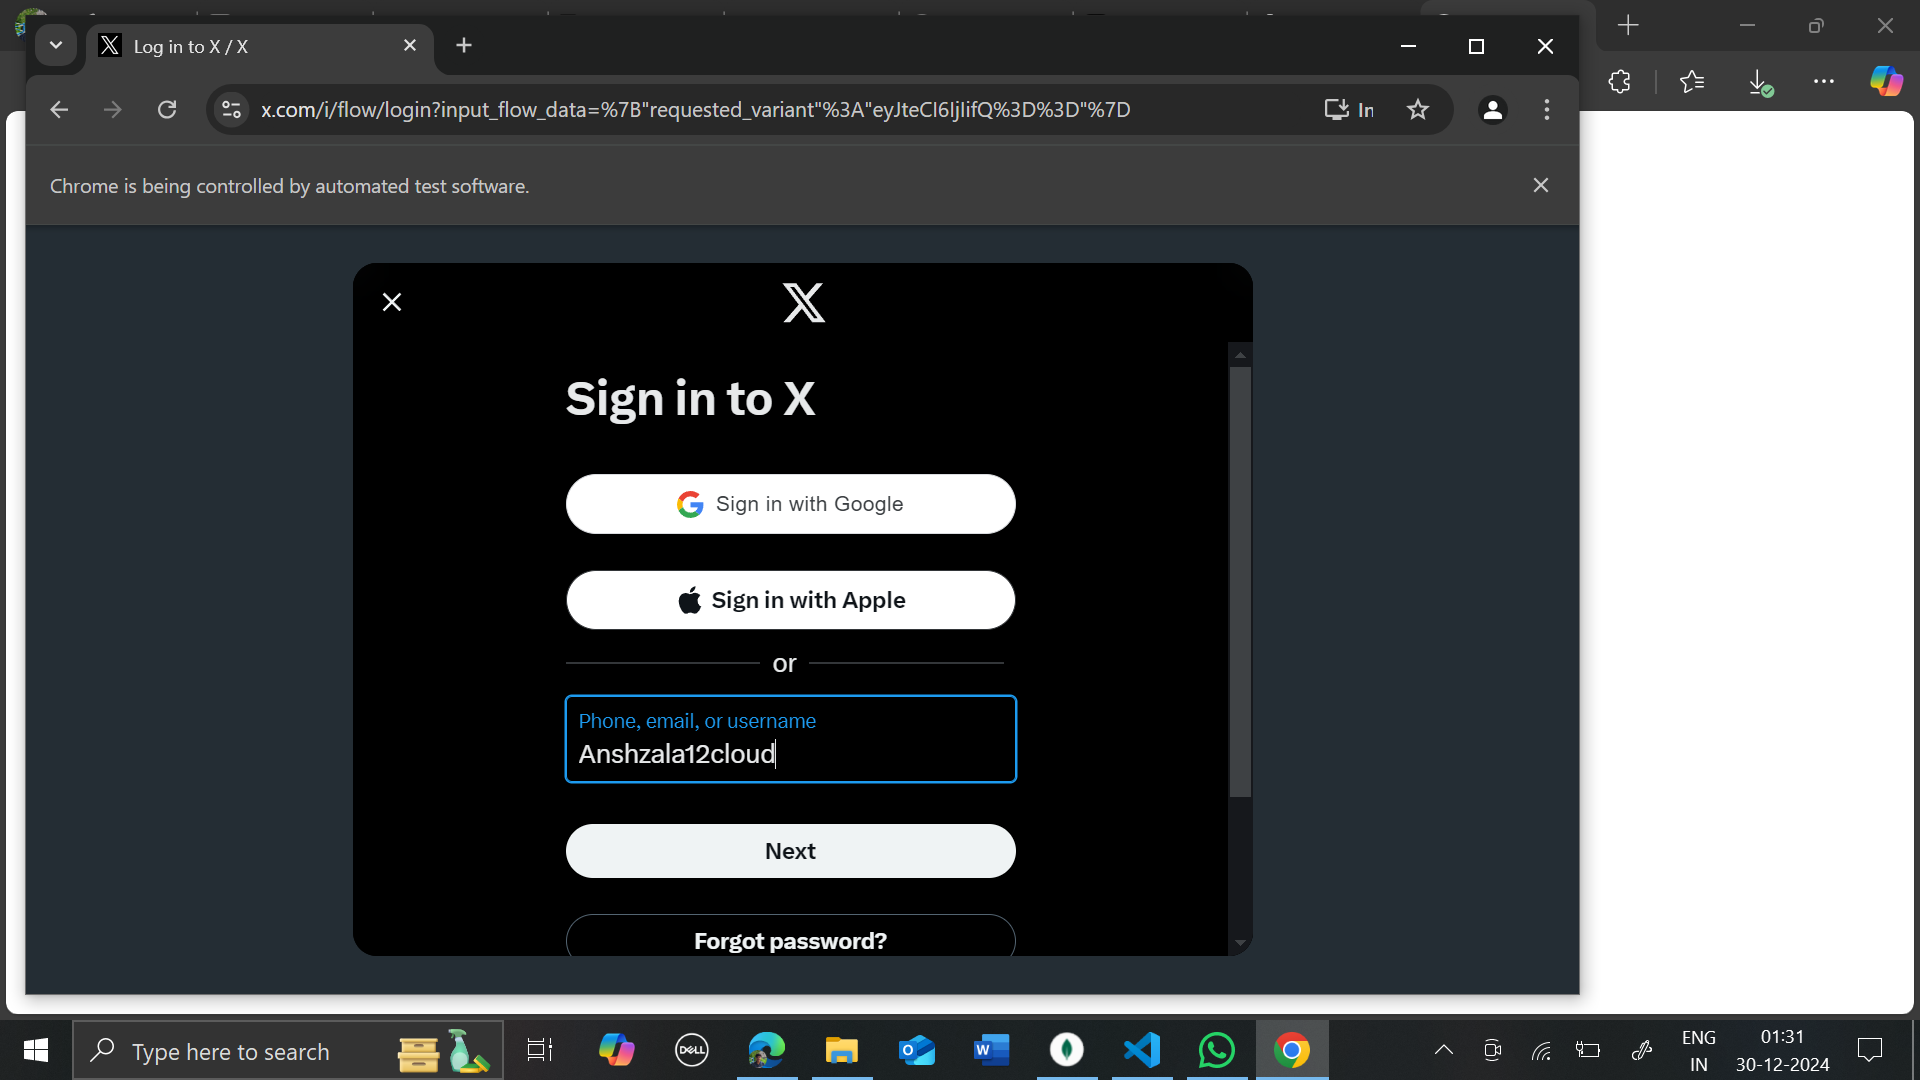 Log in to X / X
x.com/i/flow/login?input_flow_data=%7B"requested_variant"%3A"eyJteCI6IjIifQ%3D%3D"%7D
In
Chrome is being controlled by automated test software.
Sign in to X
Sign in with Google
Sign in with Apple
or
Phone, email, or username
Anshzala12cloud
Next
Forgot password?
Type here to search
DELL
ENG
IN
01:31
30-12-2024